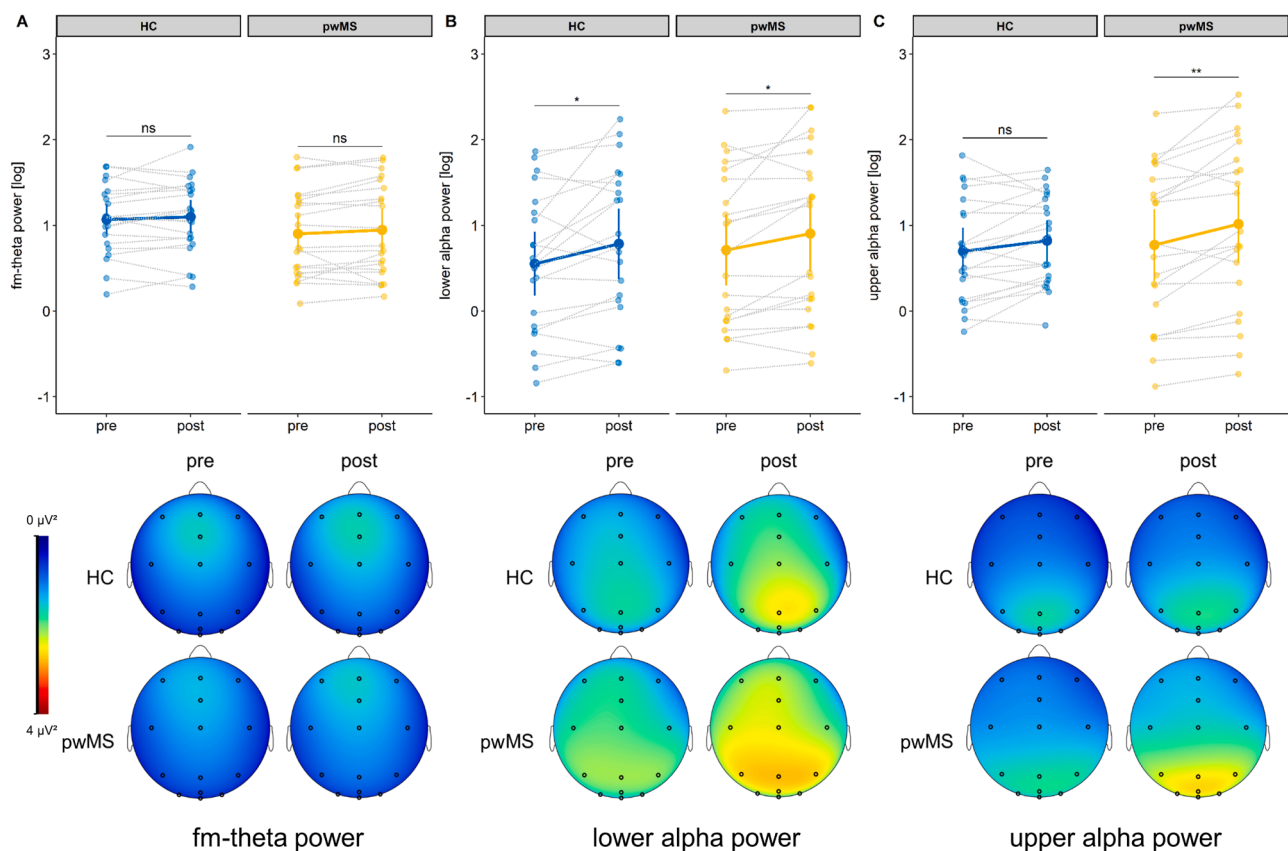 A
HC
pwMS
B
HC
pwMS
C
HC
pwMS
fm-theta power [log]
3
2
1
0
-1
ns
ns
pre
post
pre
post
lower alpha power [log]
3
2
1
0
-1
*
*
pre
post
pre
post
upper alpha power [log]
3
2
1
0
-1
ns
**
pre
post
pre
post
pre
post
pre
post
pre
post
0 µV²
4 µV²
HC
HC
HC
pwMS
pwMS
pwMS
fm-theta power
lower alpha power
upper alpha power